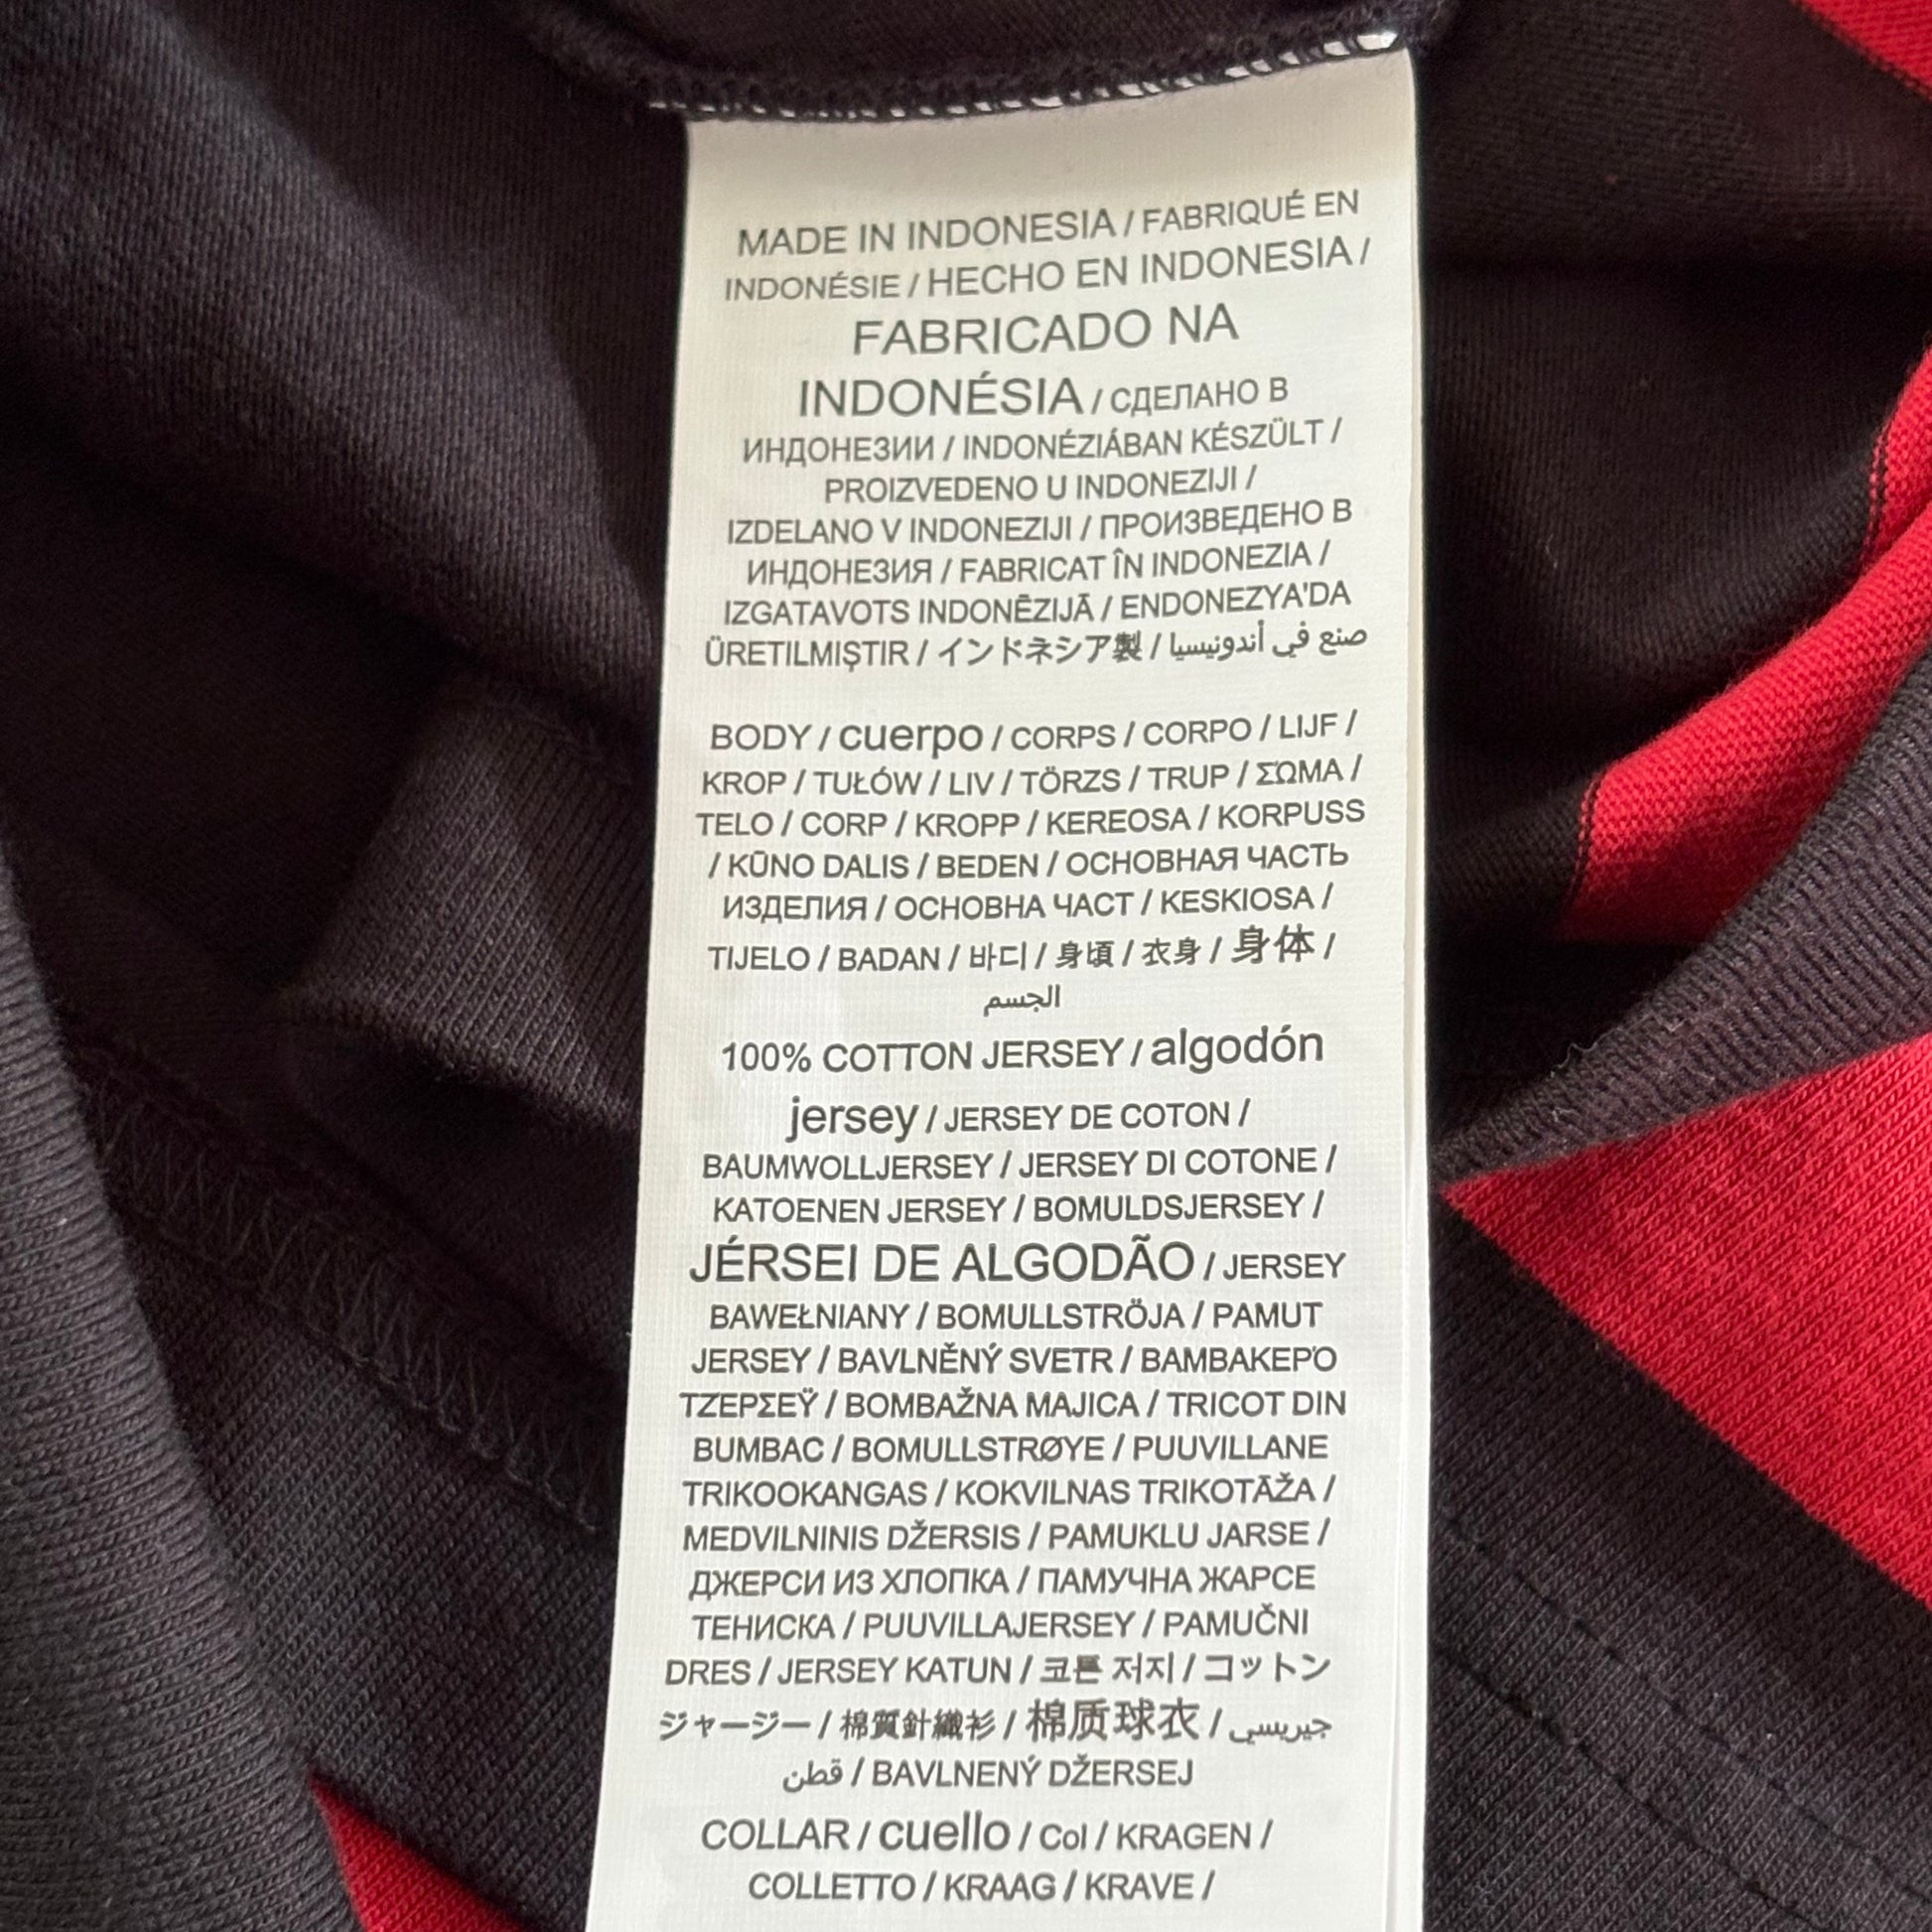 MADE IN INDONESIA / FABRIQUÉ EN
INDONÉSIE / HECHO EN INDONESIA /
FABRICADO NA
INDONÉSIA / СДЕЛАНО В
ИНДОНЕЗИИ / INDONÉZIÁBAN KÉSZÜLT /
PROIZVEDENO U INDONEZIJI /
IZDELANO V INDONEZIJI / ПРОИЗВЕДЕНО В
ИНДОНЕЗИЯ / FABRICAT ÎN INDONEZIA /
IZGATAVOTS INDONĒZIJĀ / ENDONEZYA'DA
ÜRETILMIŞTIR / インドネシア製 / صنع في أندونيسيا
BODY / cuerpo / CORPS / CORPO / LIJF /
KROP / TUŁÓW / LIV / TÖRZS / TRUP / ΣΏΜΑ /
TELO / CORP / KROPP / KEREOSA / KORPUSS
/ KŪNO DALIS / BEDEN / ОСНОВНАЯ ЧАСТЬ
ИЗДЕЛИЯ / ОСНОВНА ЧАСТ / KESKIOSA /
TIJELO / BADAN / 바디 / 身頃 / 衣身 / 身体 /
الجسم
100% COTTON JERSEY / algodón
jersey / JERSEY DE COTON /
BAUMWOLLJERSEY / JERSEY DI COTONE /
KATOENEN JERSEY / BOMULDSJERSEY /
JÉRSEI DE ALGODÃO / JERSEY
BAWEŁNIANY / BOMULLSTRÖJA / PAMUT
JERSEY / BAVLNĚNÝ SVETR / ΒΑΜΒΑΚΕΡΌ
ΤΖΕΡΣΕΫ / BOMBAŽNA MAJICA / TRICOT DIN
BUMBAC / BOMULLSTRØYE / PUUVILLANE
TRIKOOKANGAS / KOKVILNAS TRIKOTĀŽA /
MEDVILNINIS DŽERSIS / PAMUKLU JARSE /
ДЖЕРСИ ИЗ ХЛОПКА / ПАМУЧНА ЖАРСЕ
ТЕНИСКА / PUUVILLAJERSEY / PAMUČNI
DRES / JERSEY KATUN / 코튼 저지 / コットン
ジャージー / 棉質針織衫 / 棉质球衣 / جيريسي
قطن / BAVLNENÝ DŽERSEJ
COLLAR / cuello / Col / KRAGEN /
COLLETTO / KRAAG / KRAVE /